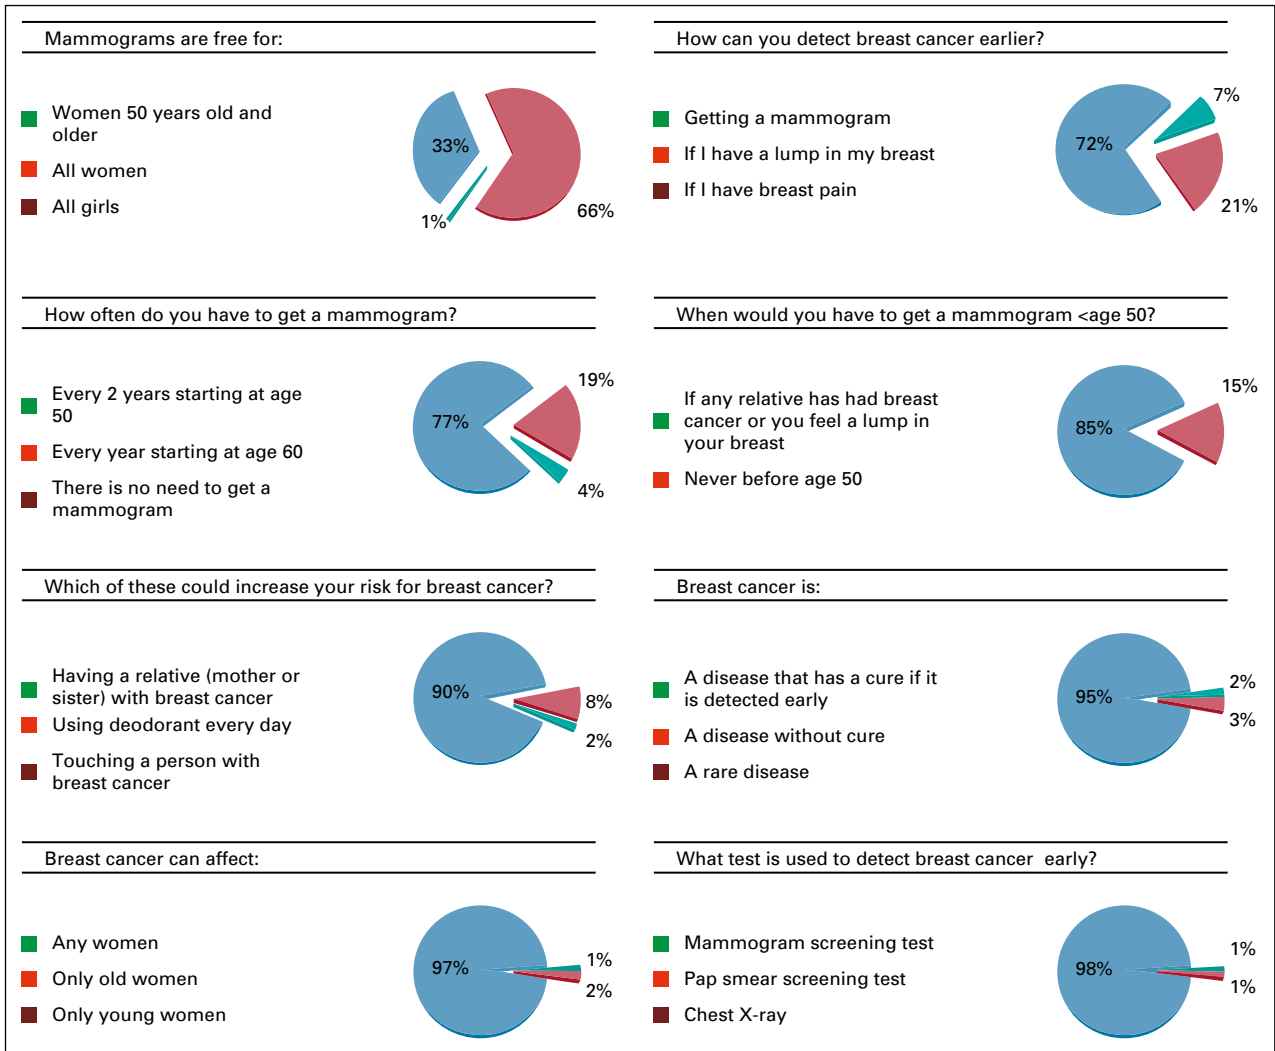 Mammograms are free for:
Women 50 years old and
older
All women
All girls
33%
1%
66%
How can you detect breast cancer earlier?
Getting a mammogram
If I have a lump in my breast
If I have breast pain
72%
7%
21%
How often do you have to get a mammogram?
Every 2 years starting at age
50
Every year starting at age 60
There is no need to get a
mammogram
77%
19%
4%
When would you have to get a mammogram <age 50?
If any relative has had breast
cancer or you feel a lump in
your breast
Never before age 50
85%
15%
Which of these could increase your risk for breast cancer?
Having a relative (mother or
sister) with breast cancer
Using deodorant every day
Touching a person with
breast cancer
90%
8%
2%
Breast cancer is:
A disease that has a cure if it
is detected early
A disease without cure
A rare disease
95%
2%
3%
Breast cancer can affect:
Any women
Only old women
Only young women
97%
1%
2%
What test is used to detect breast cancer early?
Mammogram screening test
Pap smear screening test
Chest X-ray
98%
1%
1%